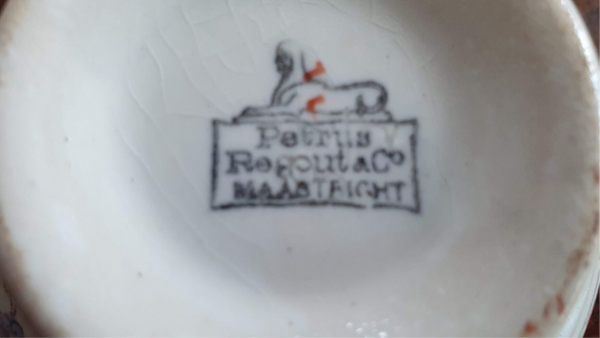 Petrus
Regout & Co
MAASTRICHT